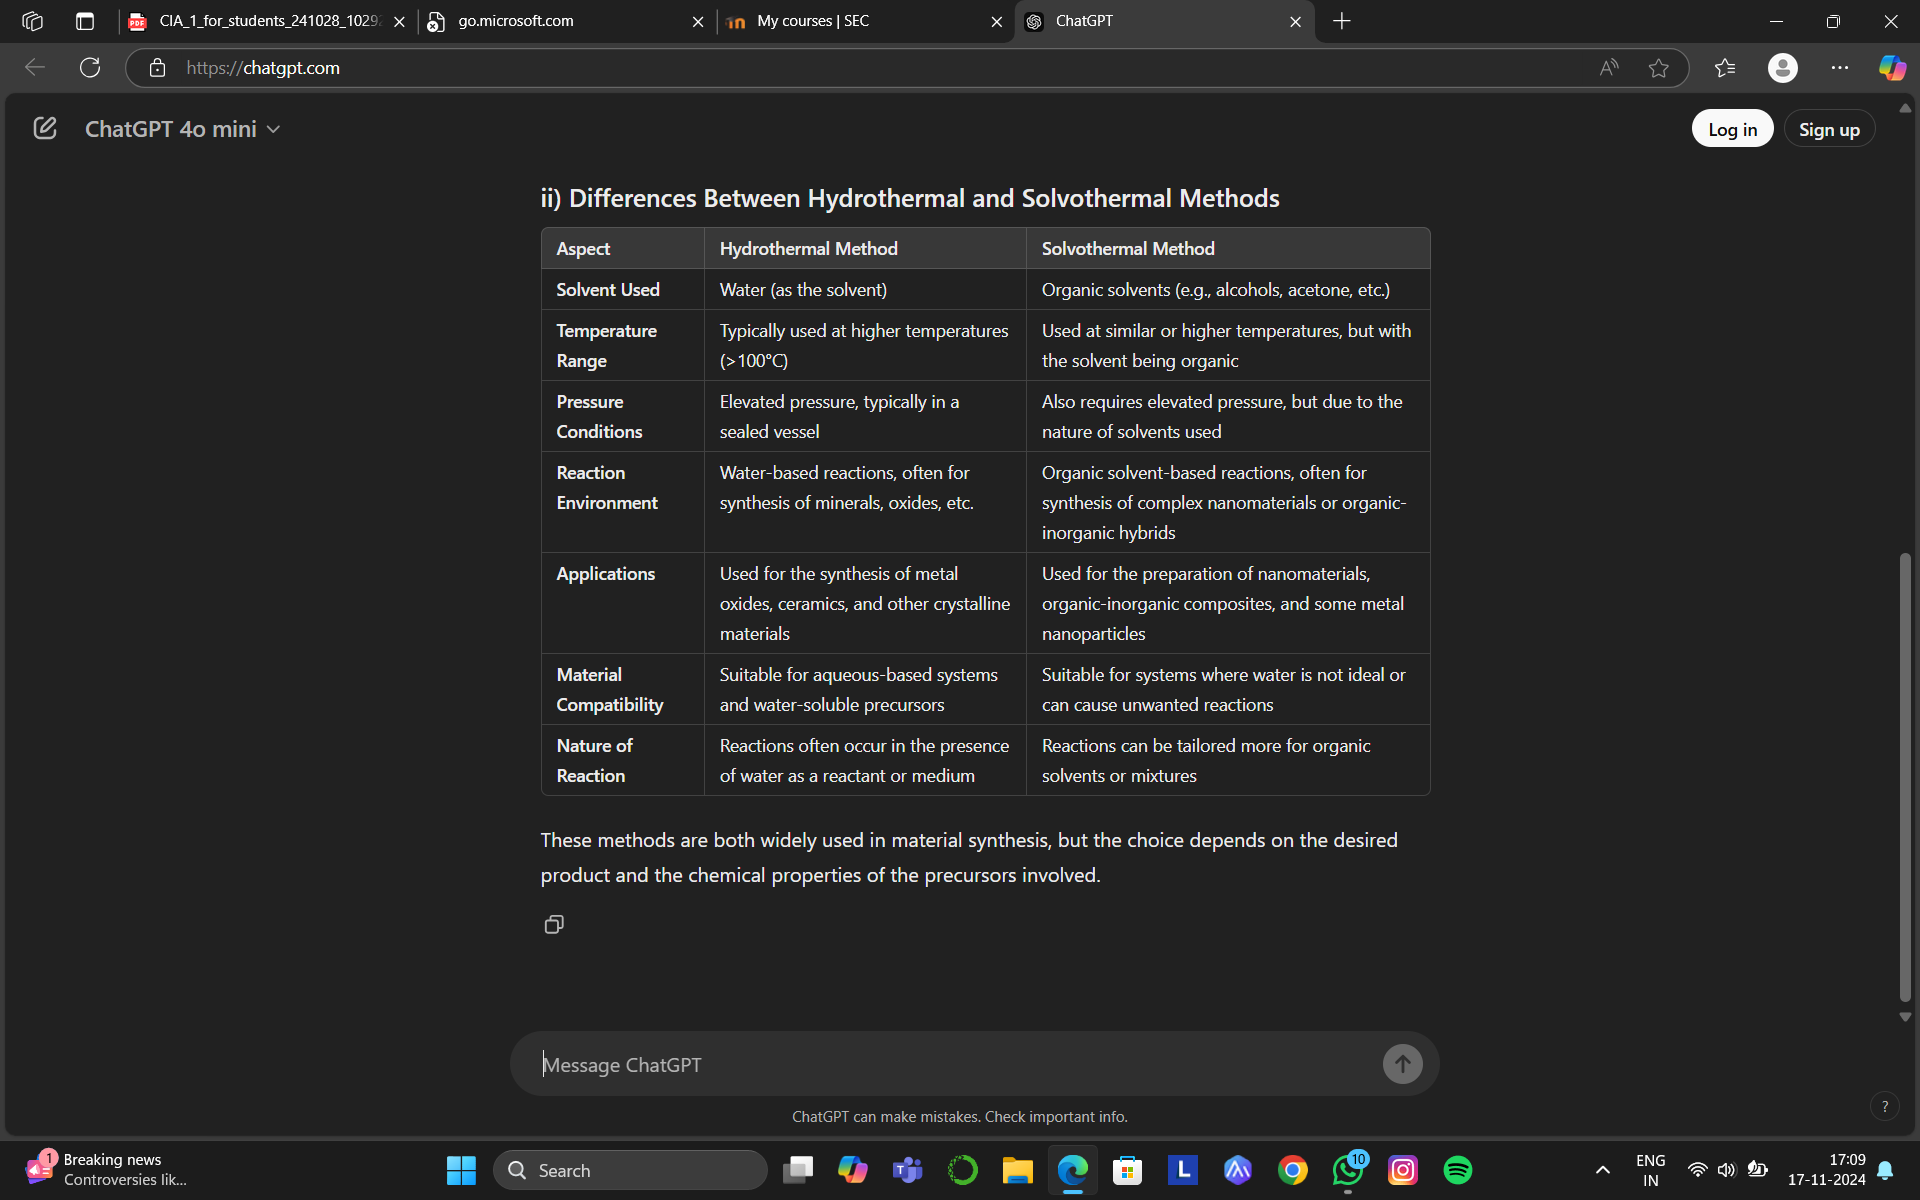 CIA_1_for_students_241028_1029
go.microsoft.com
My courses | SEC
ChatGPT
https://chatgpt.com
ChatGPT 4o mini
Log in
Sign up
ii) Differences Between Hydrothermal and Solvothermal Methods
Aspect Hydrothermal Method Solvothermal Method
Solvent Used Water (as the solvent) Organic solvents (e.g., alcohols, acetone, etc.)
Temperature Typically used at higher temperatures Used at similar or higher temperatures, but with
Range (>100°C) the solvent being organic
Pressure Elevated pressure, typically in a Also requires elevated pressure, but due to the
Conditions sealed vessel nature of solvents used
Reaction Water-based reactions, often for Organic solvent-based reactions, often for
Environment synthesis of minerals, oxides, etc. synthesis of complex nanomaterials or organic-
inorganic hybrids
Applications Used for the synthesis of metal Used for the preparation of nanomaterials,
oxides, ceramics, and other crystalline organic-inorganic composites, and some metal
materials nanoparticles
Material Suitable for aqueous-based systems Suitable for systems where water is not ideal or
Compatibility and water-soluble precursors can cause unwanted reactions
Nature of Reactions often occur in the presence Reactions can be tailored more for organic
Reaction of water as a reactant or medium solvents or mixtures
These methods are both widely used in material synthesis, but the choice depends on the desired
product and the chemical properties of the precursors involved.
Message ChatGPT
ChatGPT can make mistakes. Check important info.
?
1
Breaking news
Controversies lik...
Search
L
10
ENG
IN
17:09
17-11-2024